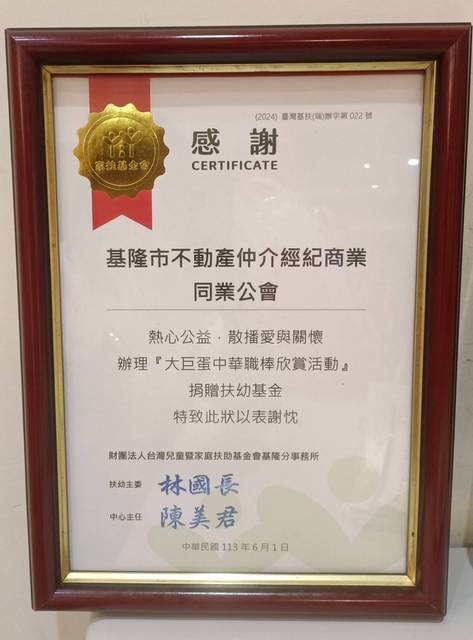 (2024) 臺灣基扶(瑞)辦字第 022 號
感謝
CERTIFICATE
家扶基金會
基隆市不動產仲介經紀商業
同業公會
熱心公益，散播愛與關懷
辦理『大巨蛋中華職棒欣賞活動』
捐贈扶幼基金
特致此狀以表謝忱
財團法人台灣兒童暨家庭扶助基金會基隆分事務所
扶幼主委 林國長
中心主任 陳美君
中華民國 113 年 6 月 1 日